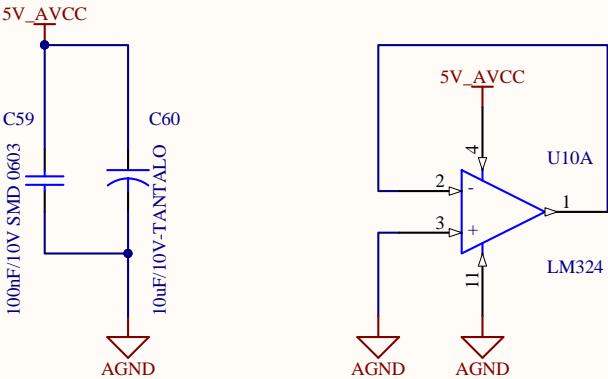 5V_AVCC
C59
100nF/10V SMD 0603
C60
10uF/10V-TANTALO
AGND
5V_AVCC
4
U10A
2
-
1
3
+
LM324
11
AGND
AGND